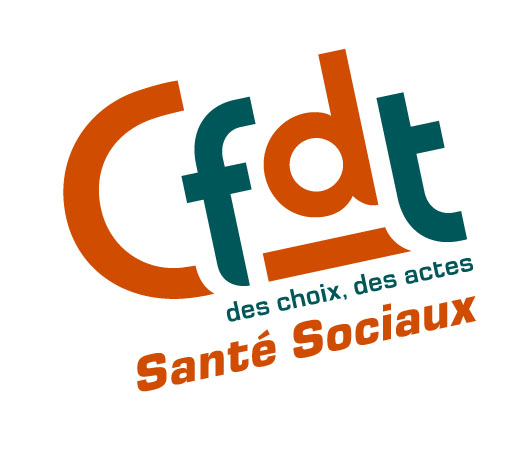 Cfdt
des choix, des actes
Santé Sociaux